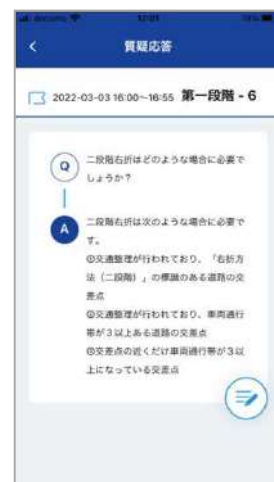 docomo
12:01
質疑応答
2022-03-03 16:00~16:55 第一段階 - 6
Q
二段階右折はどのような場合に必要で
しょうか？
A
二段階右折は次のような場合に必要で
す。
①交通整理が行われており、「右折方
法（二段階）」の標識のある道路の交
差点
②交通整理が行われており、車両通行
帯が３以上ある道路の交差点
③交差点の近くだけ車両通行帯が３以
上になっている交差点